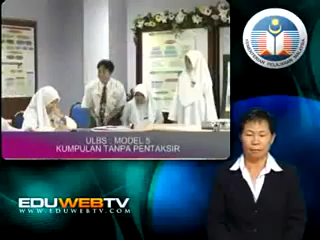 ULBS : MODEL 5
KUMPULAN TANPA PENTAKSIR
EDUWEBTV
WWW.EDUWEBTV.COM